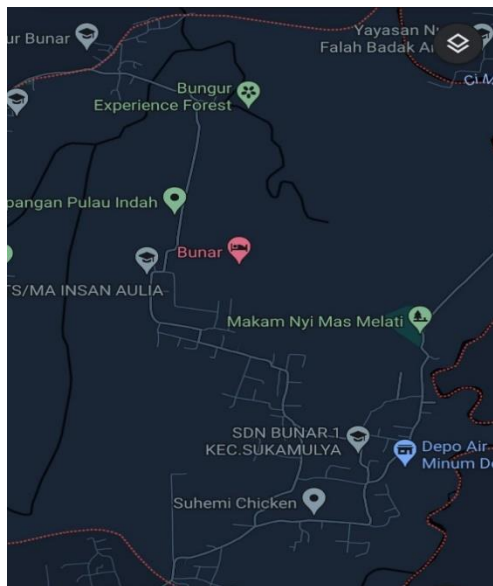 ur Bunar
Yayasan N
Falah Badak A
Ci M
Bungur
Experience Forest
pangan Pulau Indah
Bunar
TS/MA INSAN AULIA
Makam Nyi Mas Melati
SDN BUNAR 1
KEC.SUKAMULYA
Depo Air
Minum De
Suhemi Chicken